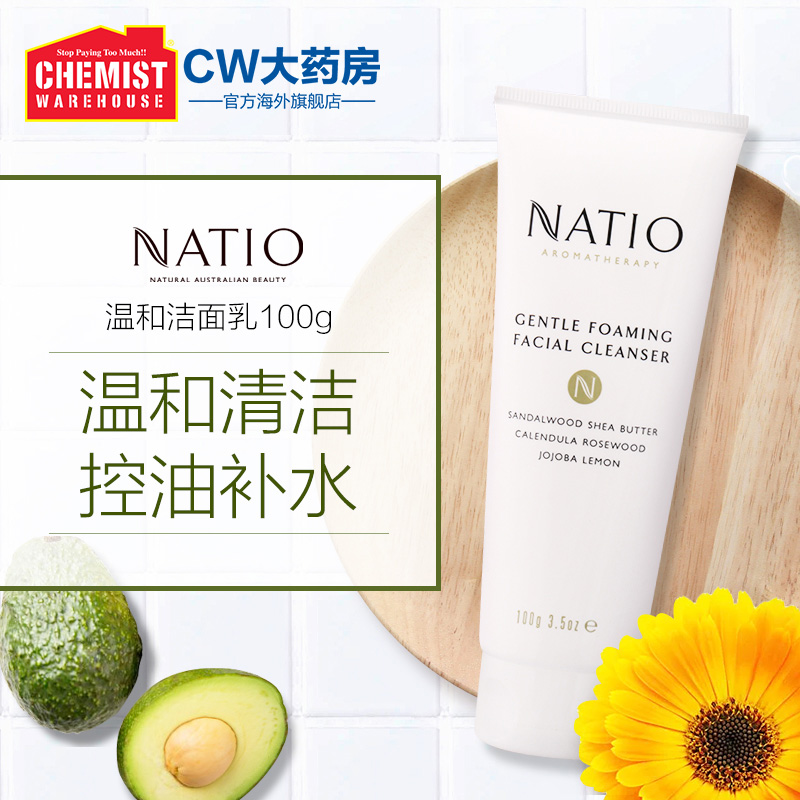 Stop Paying Too Much!!
CHEMIST
WAREHOUSE
CW大药房
官方海外旗舰店
NATIO
NATURAL AUSTRALIAN BEAUTY
温和洁面乳100g
温和清洁
控油补水
NATIO
AROMATHERAPY
GENTLE FOAMING
FACIAL CLEANSER
N
SANDALWOOD SHEA BUTTER
CALENDULA ROSEWOOD
JOJOBA LEMON
100g 3.5oz ℮